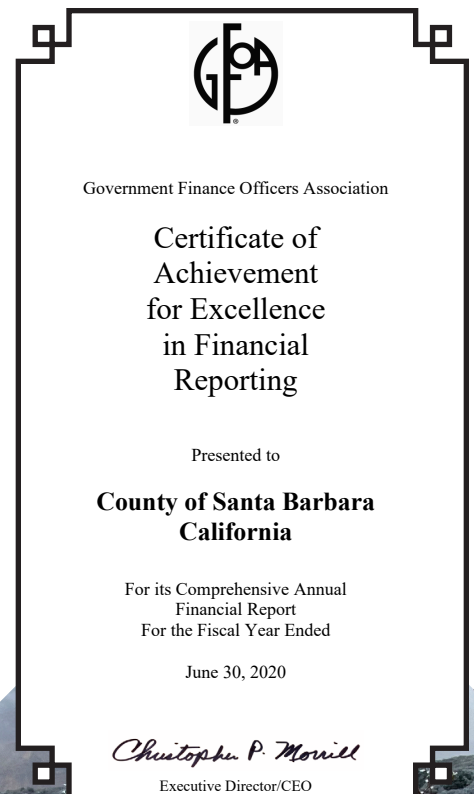 GFOA
®
Government Finance Officers Association
Certificate of
Achievement
for Excellence
in Financial
Reporting
Presented to
County of Santa Barbara
California
For its Comprehensive Annual
Financial Report
For the Fiscal Year Ended
June 30, 2020
Christopher P. Morrill
Executive Director/CEO